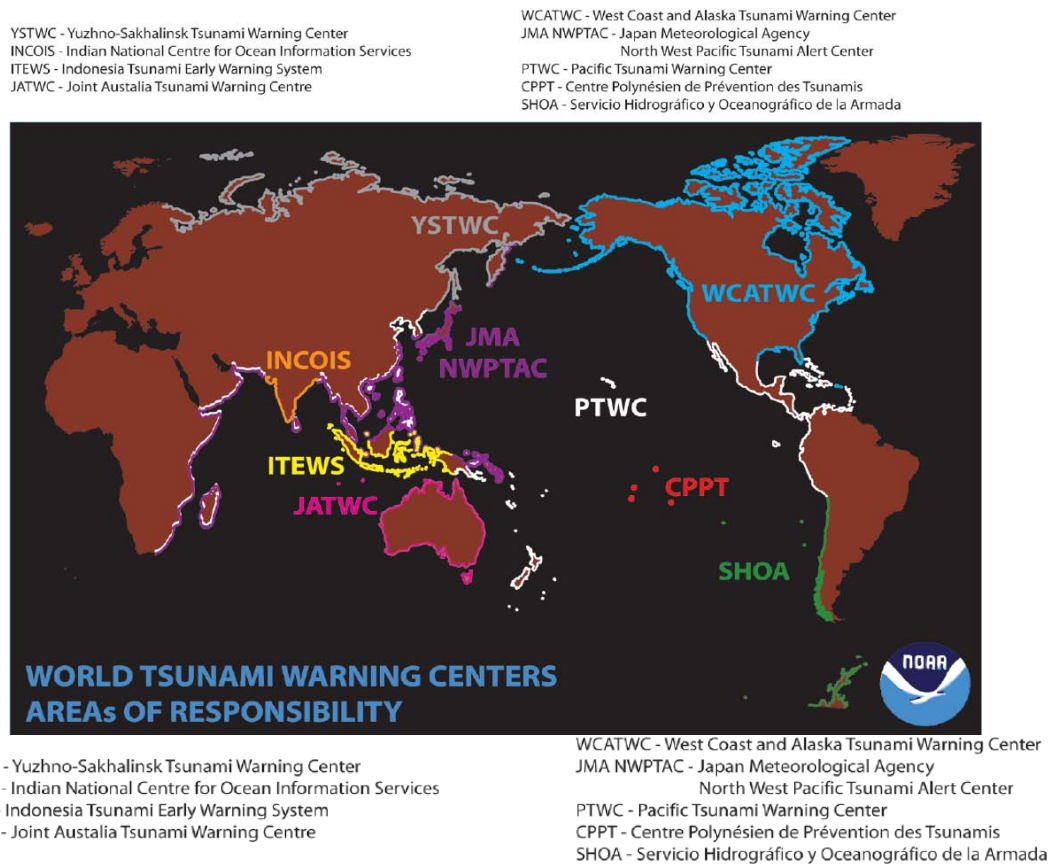 YSTWC - Yuzhno-Sakhalinsk Tsunami Warning Center
INCOIS - Indian National Centre for Ocean Information Services
ITEWS - Indonesia Tsunami Early Warning System
JATWC - Joint Austalia Tsunami Warning Centre
WCATWC - West Coast and Alaska Tsunami Warning Center
JMA NWPTAC - Japan Meteorological Agency
North West Pacific Tsunami Alert Center
PTWC - Pacific Tsunami Warning Center
CPPT - Centre Polynésien de Prévention des Tsunamis
SHOA - Servicio Hidrográfico y Oceanográfico de la Armada
YSTWC
WCATWC
JMA
NWPTAC
INCOIS
PTWC
ITEWS
CPPT
JATWC
SHOA
WORLD TSUNAMI WARNING CENTERS
AREAs OF RESPONSIBILITY
NOAA
- Yuzhno-Sakhalinsk Tsunami Warning Center
- Indian National Centre for Ocean Information Services
Indonesia Tsunami Early Warning System
- Joint Austalia Tsunami Warning Centre
WCATWC - West Coast and Alaska Tsunami Warning Center
JMA NWPTAC - Japan Meteorological Agency
North West Pacific Tsunami Alert Center
PTWC - Pacific Tsunami Warning Center
CPPT - Centre Polynésien de Prévention des Tsunamis
SHOA - Servicio Hidrográfico y Oceanográfico de la Armada